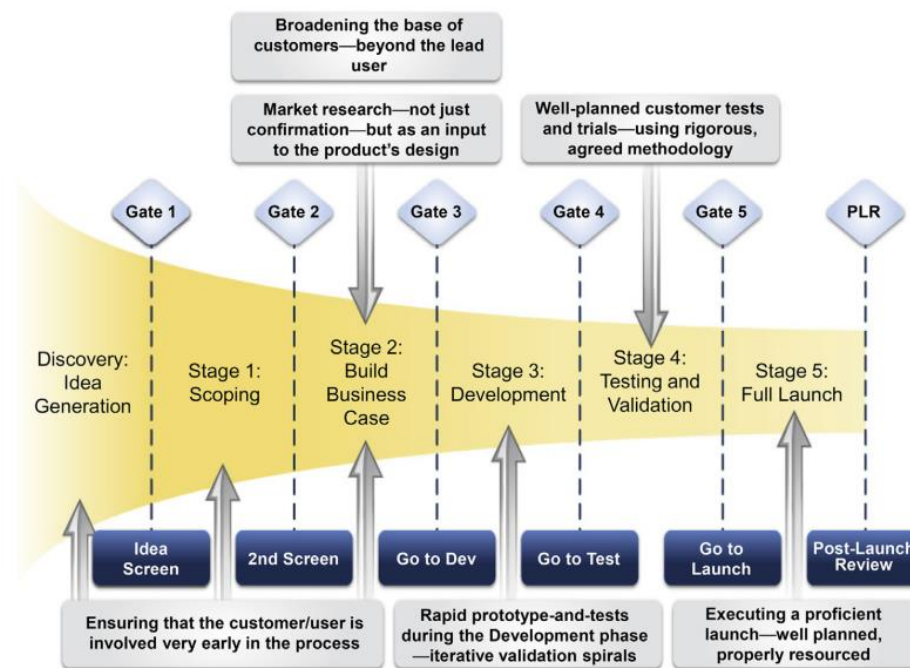 Broadening the base of
customers—beyond the lead
user
Market research—not just
confirmation—but as an input
to the product's design
Well-planned customer tests
and trials—using rigorous,
agreed methodology
Gate 1
Gate 2
Gate 3
Gate 4
Gate 5
PLR
Discovery:
Idea
Generation
Stage 1:
Scoping
Stage 2:
Build
Business
Case
Stage 3:
Development
Stage 4:
Testing and
Validation
Stage 5:
Full Launch
Idea
Screen
2nd Screen
Go to Dev
Go to Test
Go to
Launch
Post-Launch
Review
Ensuring that the customer/user is
involved very early in the process
Rapid prototype-and-tests
during the Development phase
—iterative validation spirals
Executing a proficient
launch—well planned,
properly resourced